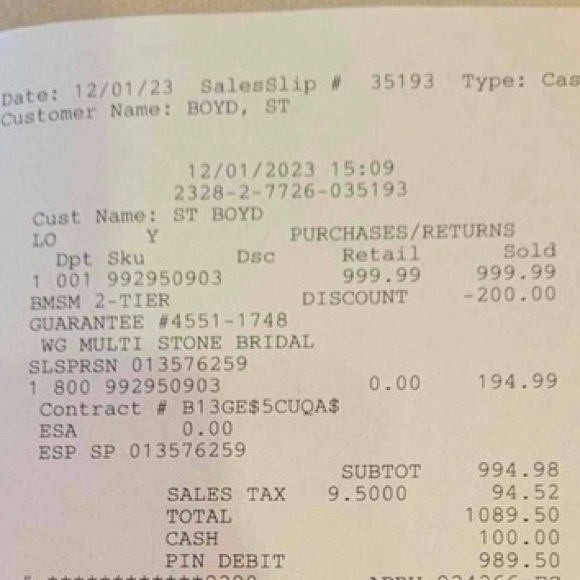 Date: 12/01/23 SalesSlip # 35193 Type: Cas
Customer Name: BOYD, ST
12/01/2023 15:09
2328-2-7726-035193
Cust Name: ST BOYD
LO Y PURCHASES/RETURNS
Dpt Sku Dsc Retail Sold
1 001 992950903 999.99 999.99
BMSM 2-TIER DISCOUNT -200.00
GUARANTEE #4551-1748
WG MULTI STONE BRIDAL
SLSPRSN 013576259
1 800 992950903 0.00 194.99
Contract # B13GE$5CUQA$
ESA 0.00
ESP SP 013576259
SUBTOT 994.98
SALES TAX 9.5000 94.52
TOTAL 1089.50
CASH 100.00
PIN DEBIT 989.50